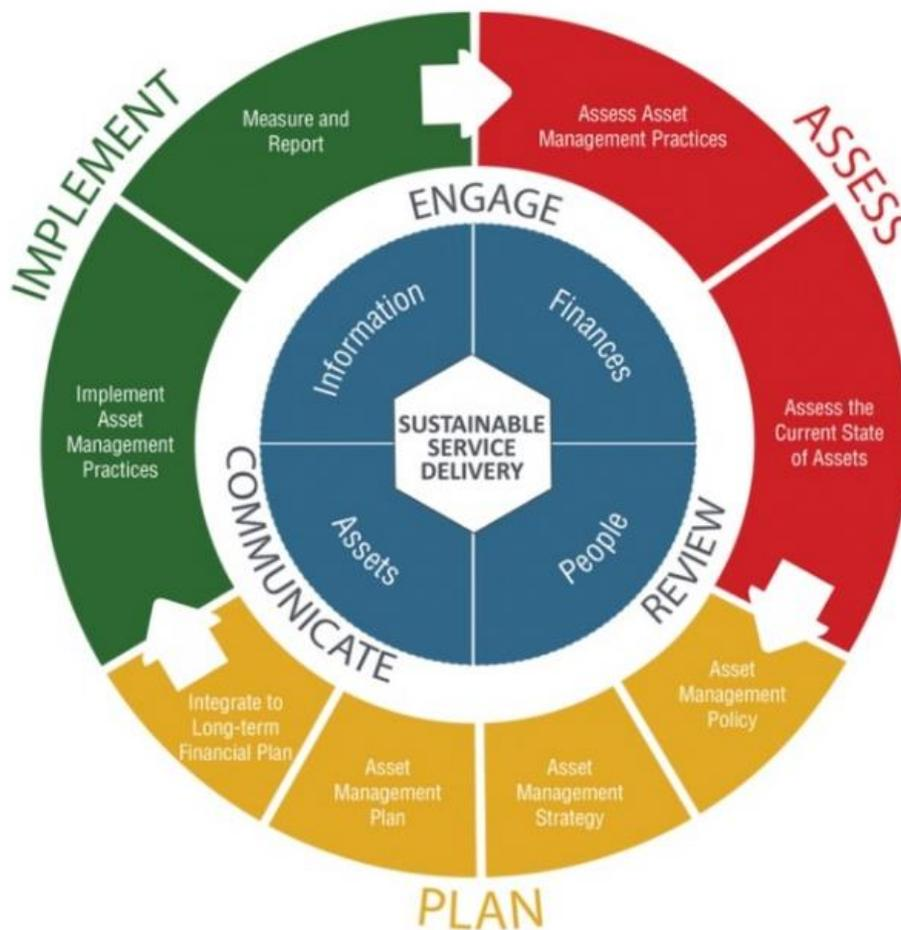 IMPLEMENT
Measure and
Report
Assess Asset
Management Practices
ASSESS
ENGAGE
Information
Finances
Implement
Asset
Management
Practices
SUSTAINABLE
SERVICE
DELIVERY
Assess the
Current State
of Assets
COMMUNICATE
Assets
People
REVIEW
Integrate to
Long-term
Financial Plan
Asset
Management
Plan
Asset
Management
Strategy
Asset
Management
Policy
PLAN